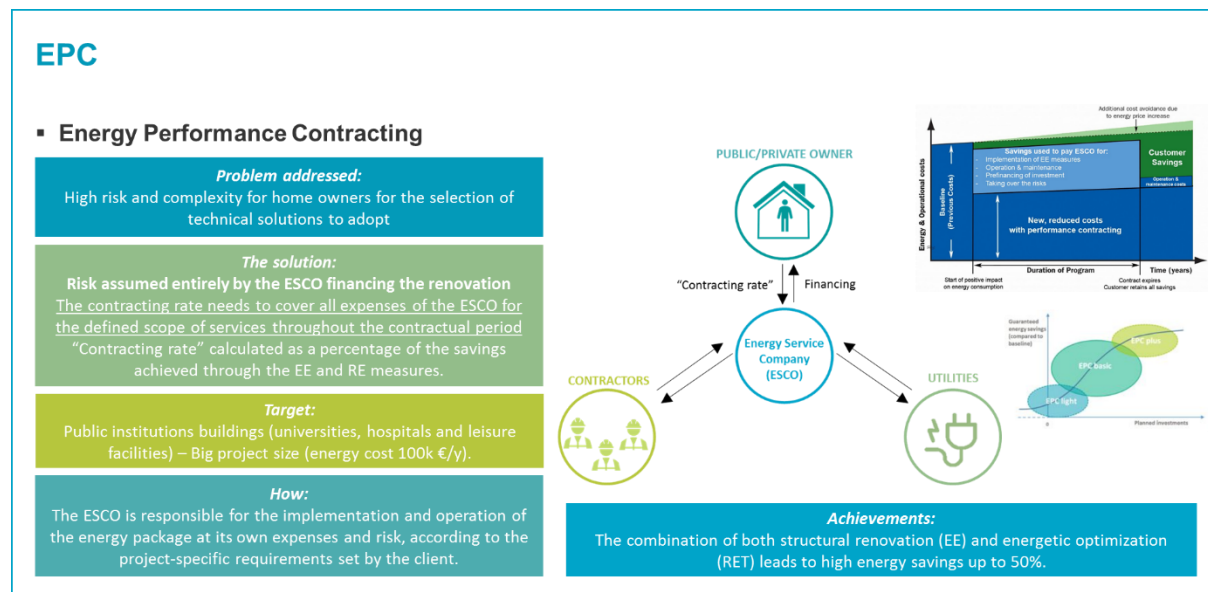 EPC
▪ Energy Performance Contracting
Problem addressed:
High risk and complexity for home owners for the selection of
technical solutions to adopt
The solution:
Risk assumed entirely by the ESCO financing the renovation
The contracting rate needs to cover all expenses of the ESCO for
the defined scope of services throughout the contractual period
“Contracting rate” calculated as a percentage of the savings
achieved through the EE and RE measures.
Target:
Public institutions buildings (universities, hospitals and leisure
facilities) – Big project size (energy cost 100k €/y).
How:
The ESCO is responsible for the implementation and operation of
the energy package at its own expenses and risk, according to the
project-specific requirements set by the client.
PUBLIC/PRIVATE OWNER
“Contracting rate”
Financing
Energy Service
Company
(ESCO)
CONTRACTORS
UTILITIES
Additional cost avoidance due
to energy price increase
Energy & Operational costs
Baseline
(Previous Costs)
Savings used to pay ESCO for:
- Implementation of EE measures
- Operation & maintenance
- Prefinancing of investment
- Taking over the risks
Customer
Savings
Operation &
maintenance costs
New, reduced costs
with performance contracting
Start of positive impact
on energy consumption
Duration of Program
Contract expires
Customer retains all savings
Time (years)
Guaranteed
energy savings
(compared to
baseline)
EPC plus
EPC basic
EPC light
Planned investments
Achievements:
The combination of both structural renovation (EE) and energetic optimization
(RET) leads to high energy savings up to 50%.